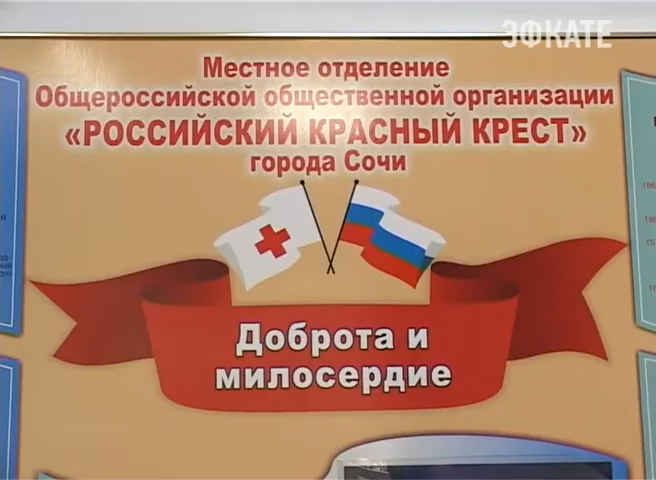 ЭФКАТЕ
Местное отделение
Общероссийской общественной организации
«РОССИЙСКИЙ КРАСНЫЙ КРЕСТ»
города Сочи
Доброта и
милосердие